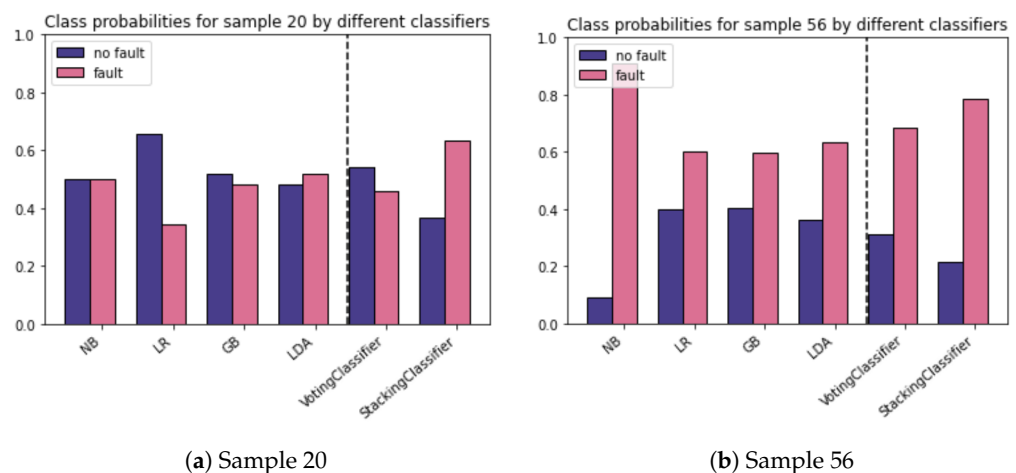 Class probabilities for sample 20 by different classifiers
1.0
0.8
0.6
0.4
0.2
0.0
no fault
fault
NB
LR
GB
LDA
VotingClassifier
StackingClassifier
(a) Sample 20
Class probabilities for sample 56 by different classifiers
1.0
0.8
0.6
0.4
0.2
0.0
no fault
fault
NB
LR
GB
LDA
VotingClassifier
StackingClassifier
(b) Sample 56